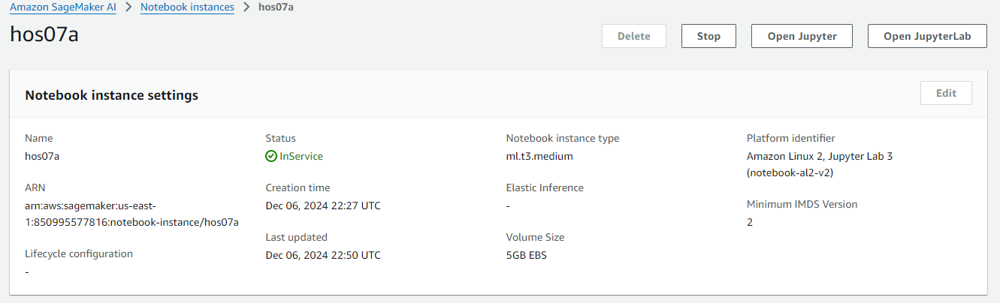 Amazon SageMaker AI > Notebook instances > hos07a
hos07a
Delete
Stop
Open Jupyter
Open JupyterLab
Notebook instance settings
Edit
Name
hos07a
ARN
arn:aws:sagemaker:us-east-
1:850995577816:notebook-instance/hos07a
Lifecycle configuration
-
Status
InService
Creation time
Dec 06, 2024 22:27 UTC
Last updated
Dec 06, 2024 22:50 UTC
Notebook instance type
ml.t3.medium
Elastic Inference
-
Volume Size
5GB EBS
Platform identifier
Amazon Linux 2, Jupyter Lab 3
(notebook-al2-v2)
Minimum IMDS Version
2